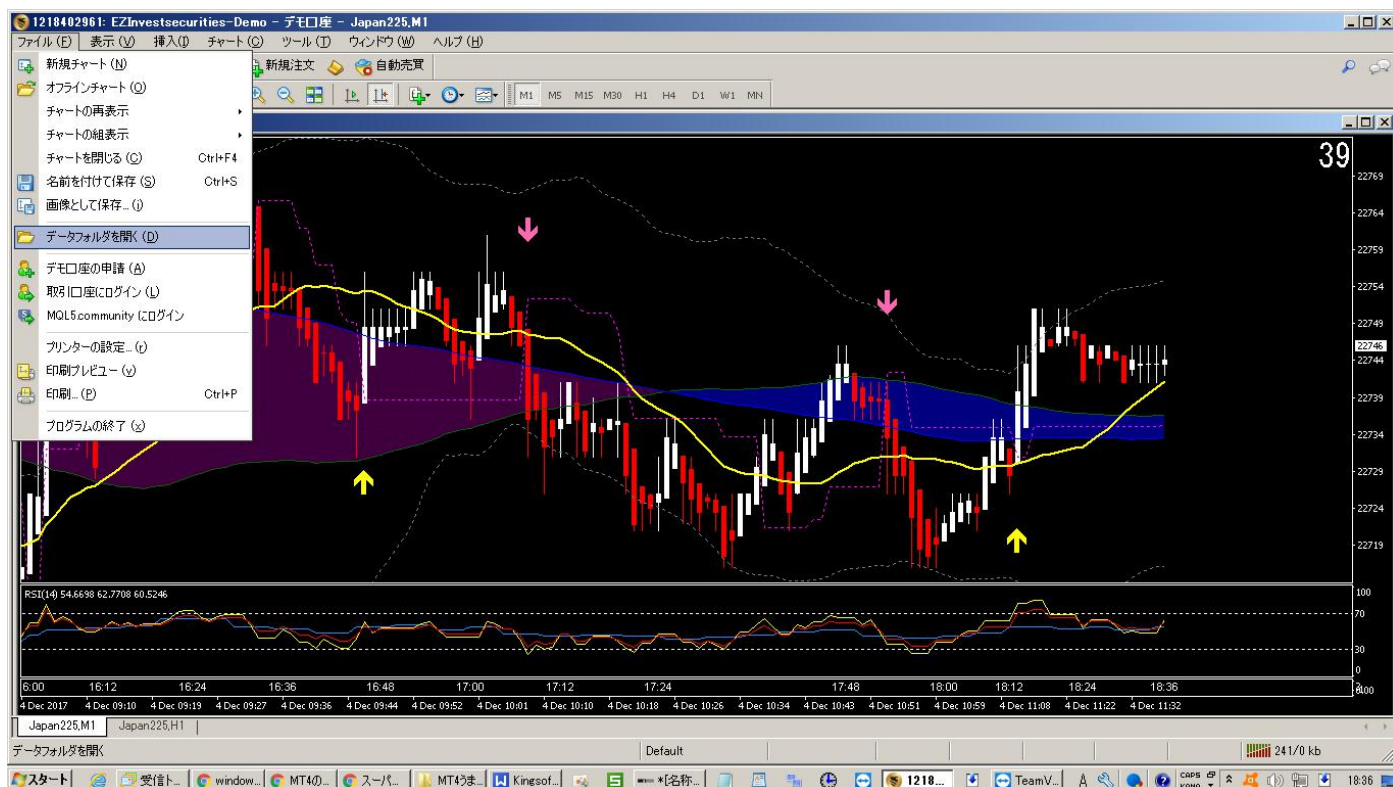 1218402961: EZInvestsecurities-Demo - デモ口座 - Japan225,M1
ファイル (F) 表示 (V) 挿入(I) チャート (C) ツール (T) ウィンドウ (W) ヘルプ (H)
新規チャート (N)
新規注文 自動売買
オフラインチャート (O)
M1 M5 M15 M30 H1 H4 D1 W1 MN
チャートの再表示
チャートの組表示
チャートを閉じる (C) Ctrl+F4
名前を付けて保存 (S) Ctrl+S
画像として保存... (i)
データフォルダを開く (D)
デモ口座の申請 (A)
取引口座にログイン (L)
MQL5.community にログイン
プリンターの設定... (r)
印刷プレビュー (v)
印刷... (P) Ctrl+P
プログラムの終了 (x)
39
22769
22764
22759
22754
22749
22746
22744
22739
22734
22729
22724
22719
RSI(14) 54.6698 62.7708 60.5246
100
70
30
0
6:00 16:12 16:24 16:36 16:48 17:00 17:12 17:24 17:48 18:00 18:12 18:24 18:36
4 Dec 2017 4 Dec 09:10 4 Dec 09:19 4 Dec 09:27 4 Dec 09:36 4 Dec 09:44 4 Dec 09:52 4 Dec 10:01 4 Dec 10:10 4 Dec 10:18 4 Dec 10:26 4 Dec 10:34 4 Dec 10:43 4 Dec 10:51 4 Dec 10:59 4 Dec 11:08 4 Dec 11:22 4 Dec 11:32
Japan225,M1 Japan225,H1
データフォルダを開く Default 241/0 kb
スタート 受信ト... window... MT4の... スーパ... MT4うま... Kingsof... *[名称... 1218... TeamV... A CAPS KANA 18:36